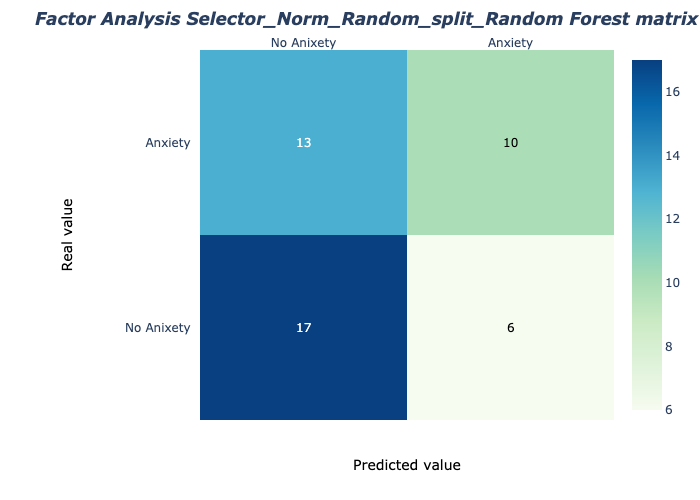 Factor Analysis Selector_Norm_Random_split_Random Forest matrix
No Anixety
Anxiety
16
Anxiety
13
10
14
12
Real value
10
No Anixety
17
6
8
6
Predicted value